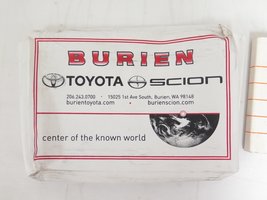 BURIEN
TOYOTA SCION
206.243.0700 · 15025 1st Ave South, Burien, WA 98148
burientoyota.com • burienscion.com
center of the known world